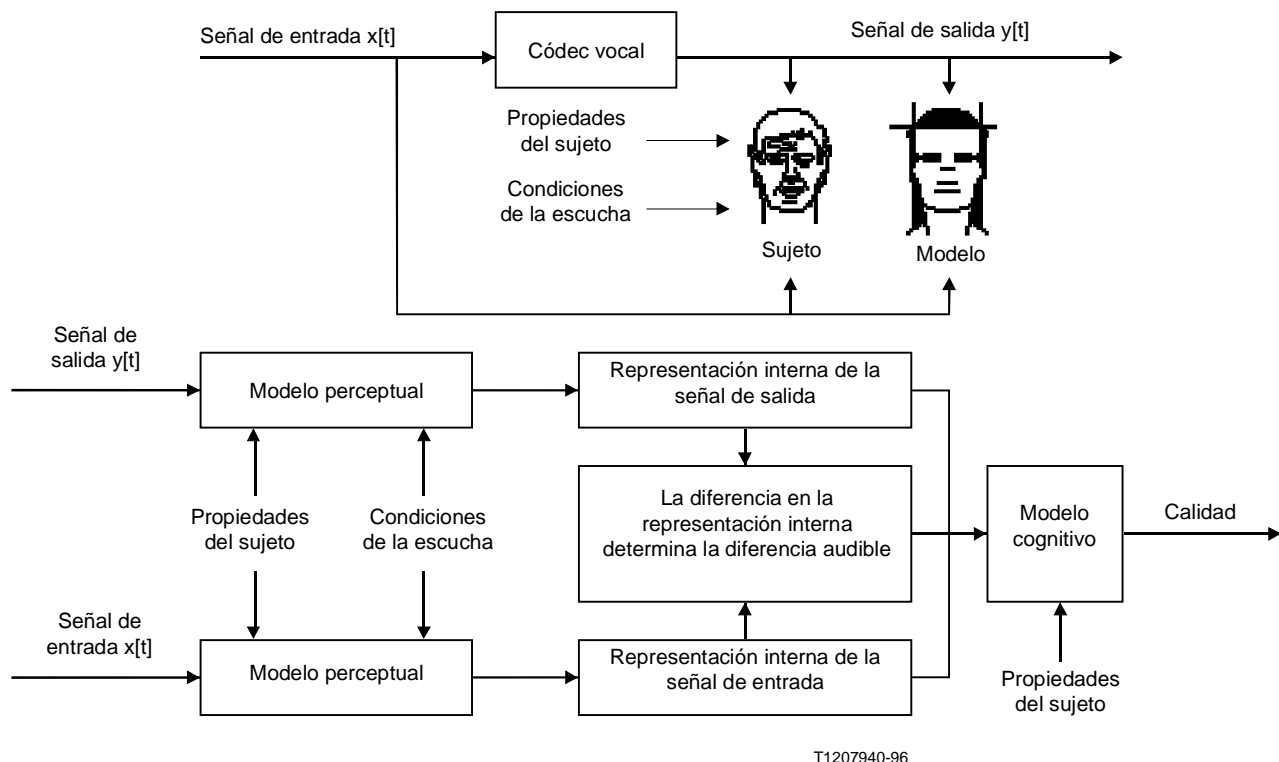 Señal de entrada x[t]
Códec vocal
Señal de salida y[t]
Propiedades
del sujeto
Condiciones
de la escucha
Sujeto
Modelo
Señal de
salida y[t]
Modelo perceptual
Representación interna de la
señal de salida
Propiedades
del sujeto
Condiciones
de la escucha
La diferencia en la
representación interna
determina la diferencia audible
Modelo
cognitivo
Calidad
Señal de
entrada x[t]
Modelo perceptual
Representación interna de la
señal de entrada
Propiedades
del sujeto
T1207940-96